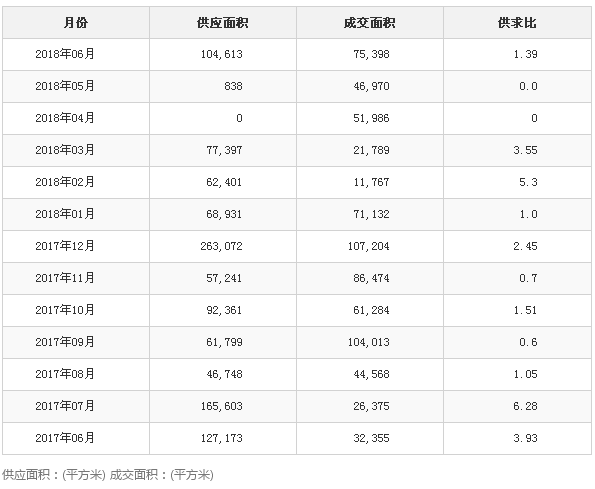 月份 供应面积 成交面积 供求比
2018年06月 104,613 75,398 1.39
2018年05月 838 46,970 0.0
2018年04月 0 51,986 0
2018年03月 77,397 21,789 3.55
2018年02月 62,401 11,767 5.3
2018年01月 68,931 71,132 1.0
2017年12月 263,072 107,204 2.45
2017年11月 57,241 86,474 0.7
2017年10月 92,361 61,284 1.51
2017年09月 61,799 104,013 0.6
2017年08月 46,748 44,568 1.05
2017年07月 165,603 26,375 6.28
2017年06月 127,173 32,355 3.93
供应面积：(平方米) 成交面积：(平方米)